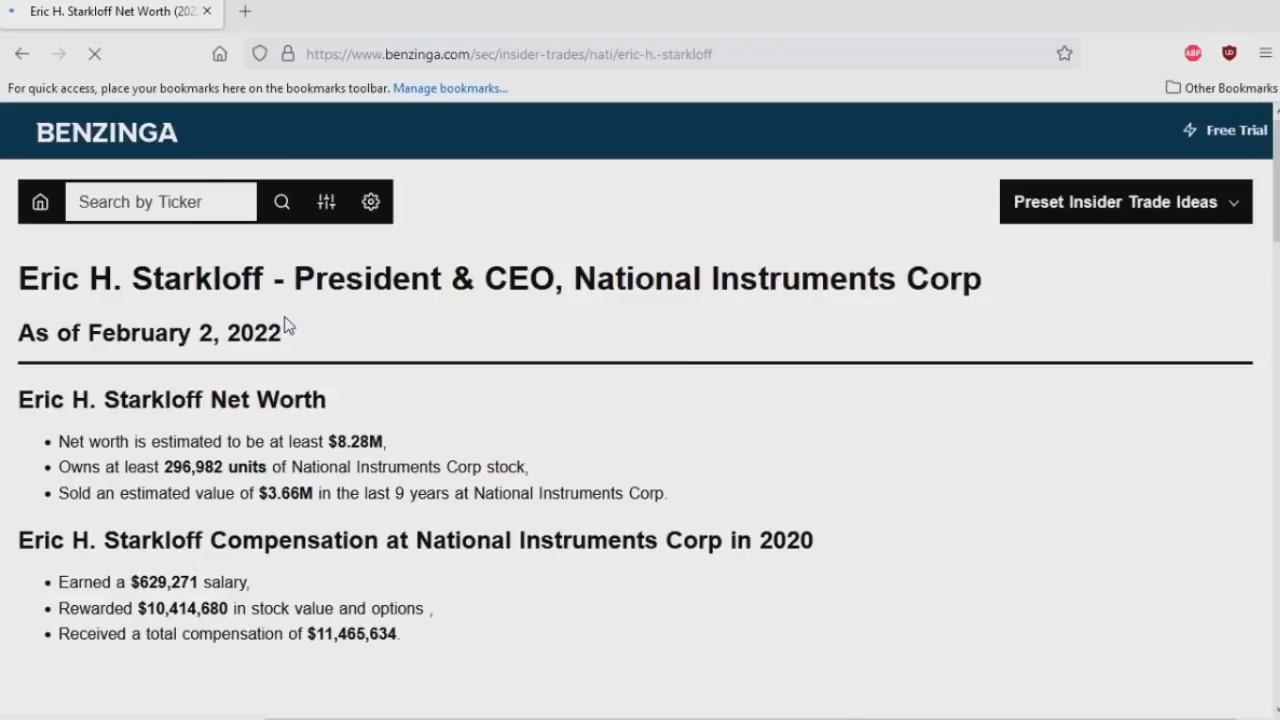 Eric H. Starkloff Net Worth (202
https://www.benzinga.com/sec/insider-trades/nati/eric-h.-starkloff
ABP
For quick access, place your bookmarks here on the bookmarks toolbar. Manage bookmarks...
Other Bookmarks
BENZINGA
Free Trial
Search by Ticker
Preset Insider Trade Ideas
Eric H. Starkloff - President & CEO, National Instruments Corp
As of February 2, 2022
Eric H. Starkloff Net Worth
• Net worth is estimated to be at least $8.28M,
• Owns at least 296,982 units of National Instruments Corp stock,
• Sold an estimated value of $3.66M in the last 9 years at National Instruments Corp.
Eric H. Starkloff Compensation at National Instruments Corp in 2020
• Earned a $629,271 salary,
• Rewarded $10,414,680 in stock value and options ,
• Received a total compensation of $11,465,634.